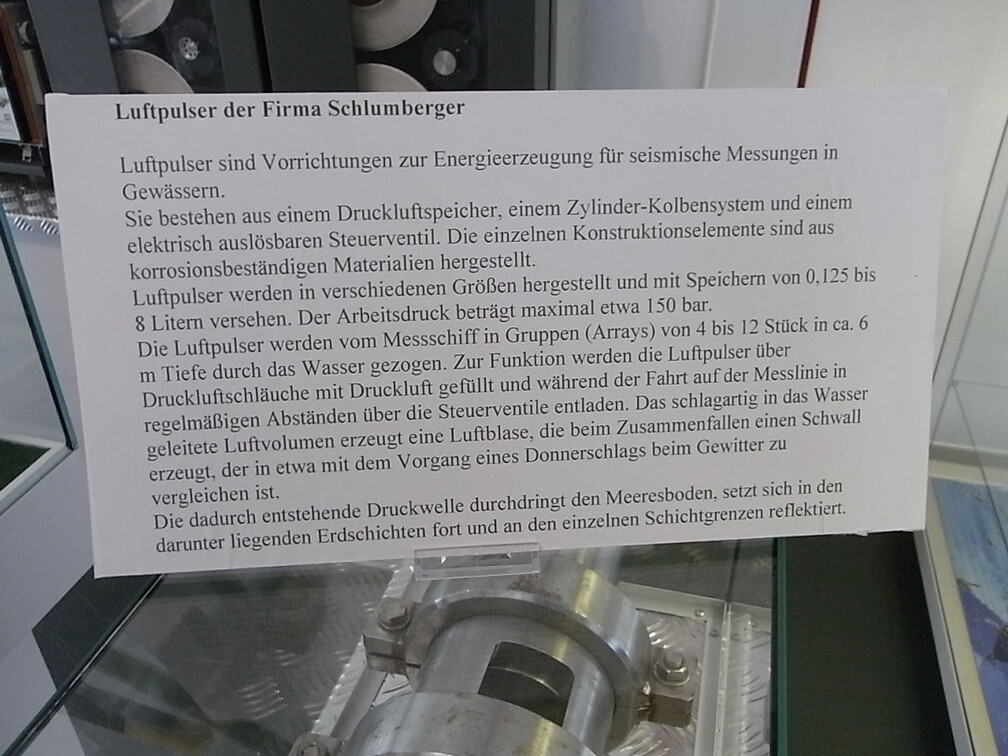 Luftpulser der Firma Schlumberger
Luftpulser sind Vorrichtungen zur Energieerzeugung für seismische Messungen in
Gewässern.
Sie bestehen aus einem Druckluftspeicher, einem Zylinder-Kolbensystem und einem
elektrisch auslösbaren Steuerventil. Die einzelnen Konstruktionselemente sind aus
korrosionsbeständigen Materialien hergestellt.
Luftpulser werden in verschiedenen Größen hergestellt und mit Speichern von 0,125 bis
8 Litern versehen. Der Arbeitsdruck beträgt maximal etwa 150 bar.
Die Luftpulser werden vom Messschiff in Gruppen (Arrays) von 4 bis 12 Stück in ca. 6
m Tiefe durch das Wasser gezogen. Zur Funktion werden die Luftpulser über
Druckluftschläuche mit Druckluft gefüllt und während der Fahrt auf der Messlinie in
regelmäßigen Abständen über die Steuerventile entladen. Das schlagartig in das Wasser
geleitete Luftvolumen erzeugt eine Luftblase, die beim Zusammenfallen einen Schwall
erzeugt, der in etwa mit dem Vorgang eines Donnerschlags beim Gewitter zu
vergleichen ist.
Die dadurch entstehende Druckwelle durchdringt den Meeresboden, setzt sich in den
darunter liegenden Erdschichten fort und an den einzelnen Schichtgrenzen reflektiert.